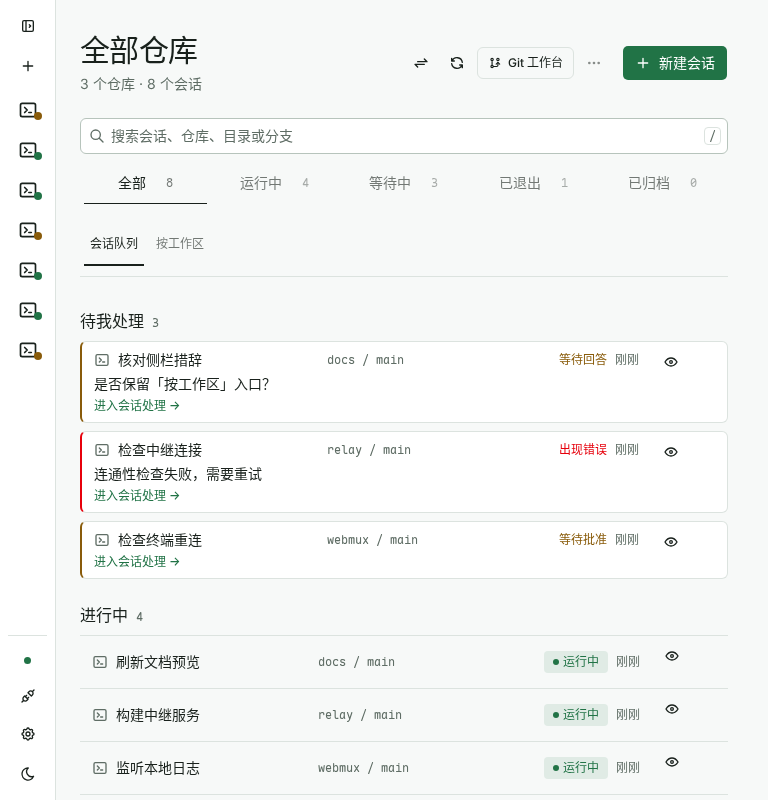 全部仓库
3 个仓库 · 8 个会话
Git 工作台
新建会话
搜索会话、仓库、目录或分支
/
全部 8
运行中 4
等待中 3
已退出 1
已归档 0
会话队列
按工作区
待我处理 3
核对侧栏措辞 docs / main 等待回答 刚刚
是否保留「按工作区」入口?
进入会话处理 →
检查中继连接 relay / main 出现错误 刚刚
连通性检查失败，需要重试
进入会话处理 →
检查终端重连 webmux / main 等待批准 刚刚
进入会话处理 →
进行中 4
刷新文档预览 docs / main 运行中 刚刚
构建中继服务 relay / main 运行中 刚刚
监听本地日志 webmux / main 运行中 刚刚